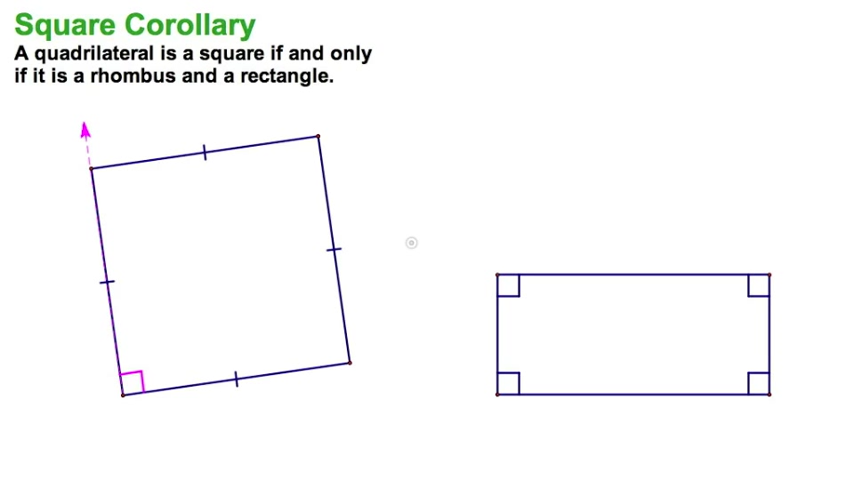 Square Corollary
A quadrilateral is a square if and only
if it is a rhombus and a rectangle.